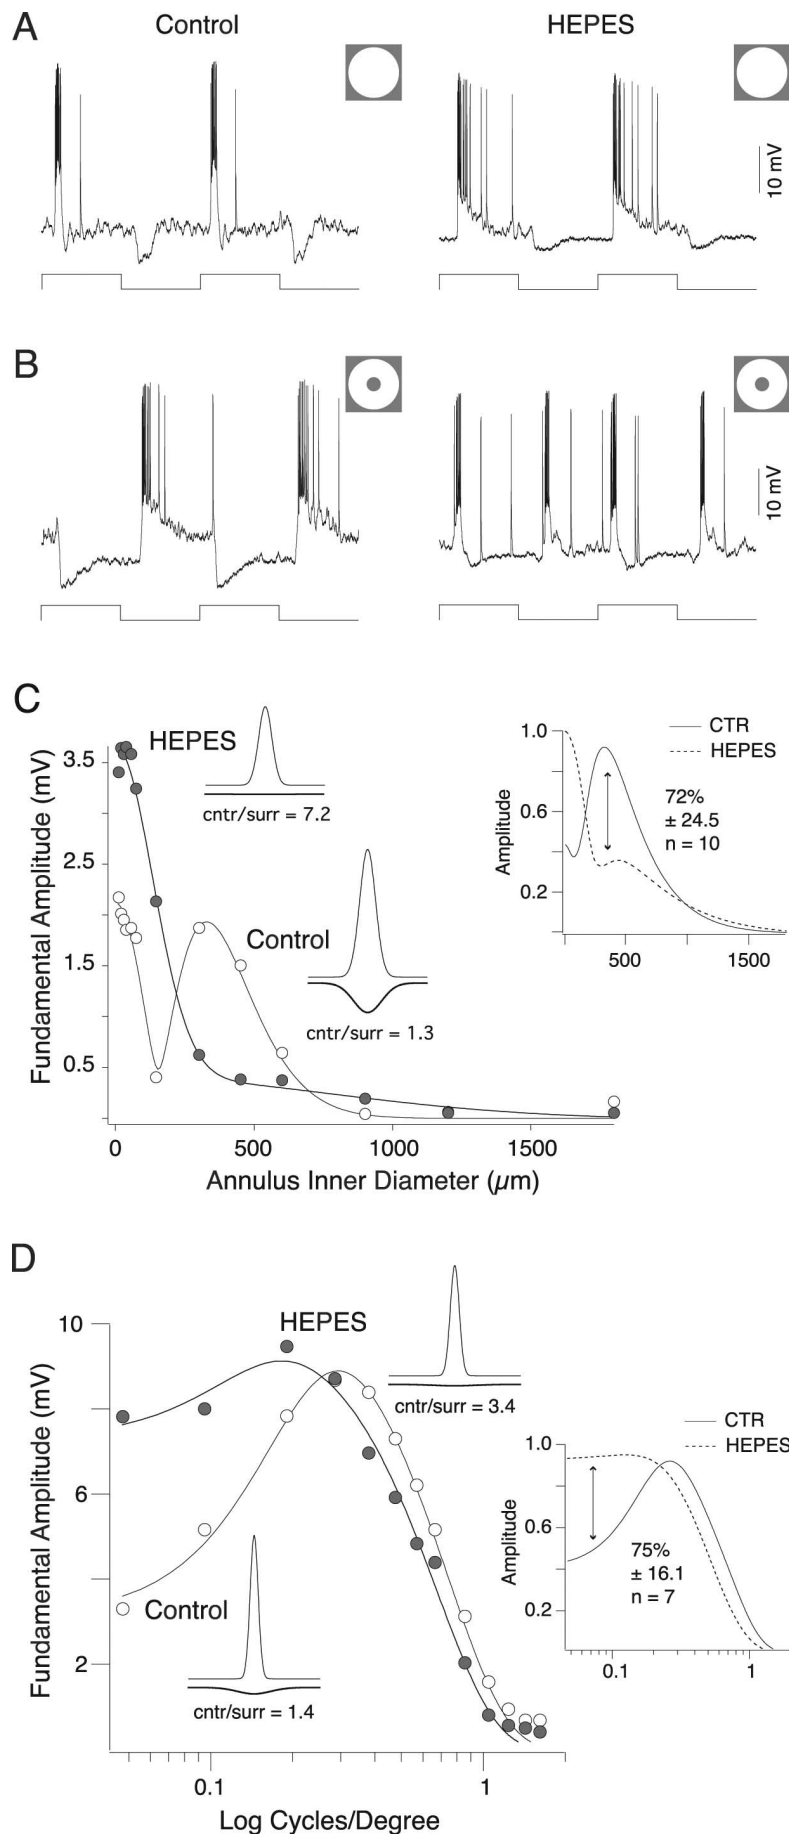 A
Control
HEPES
10 mV
B
10 mV
C
HEPES
cntr/surr = 7.2
Control
cntr/surr = 1.3
Fundamental Amplitude (mV)
3.5
2.5
1.5
0.5
0
500
1000
1500
Annulus Inner Diameter (µm)
CTR
HEPES
Amplitude
1.0
0.6
0.2
72%
± 24.5
n = 10
500
1500
D
HEPES
cntr/surr = 3.4
Control
cntr/surr = 1.4
Fundamental Amplitude (mV)
10
6
2
0.1
1
Log Cycles/Degree
CTR
HEPES
Amplitude
1.0
0.6
0.2
75%
± 16.1
n = 7
0.1
1